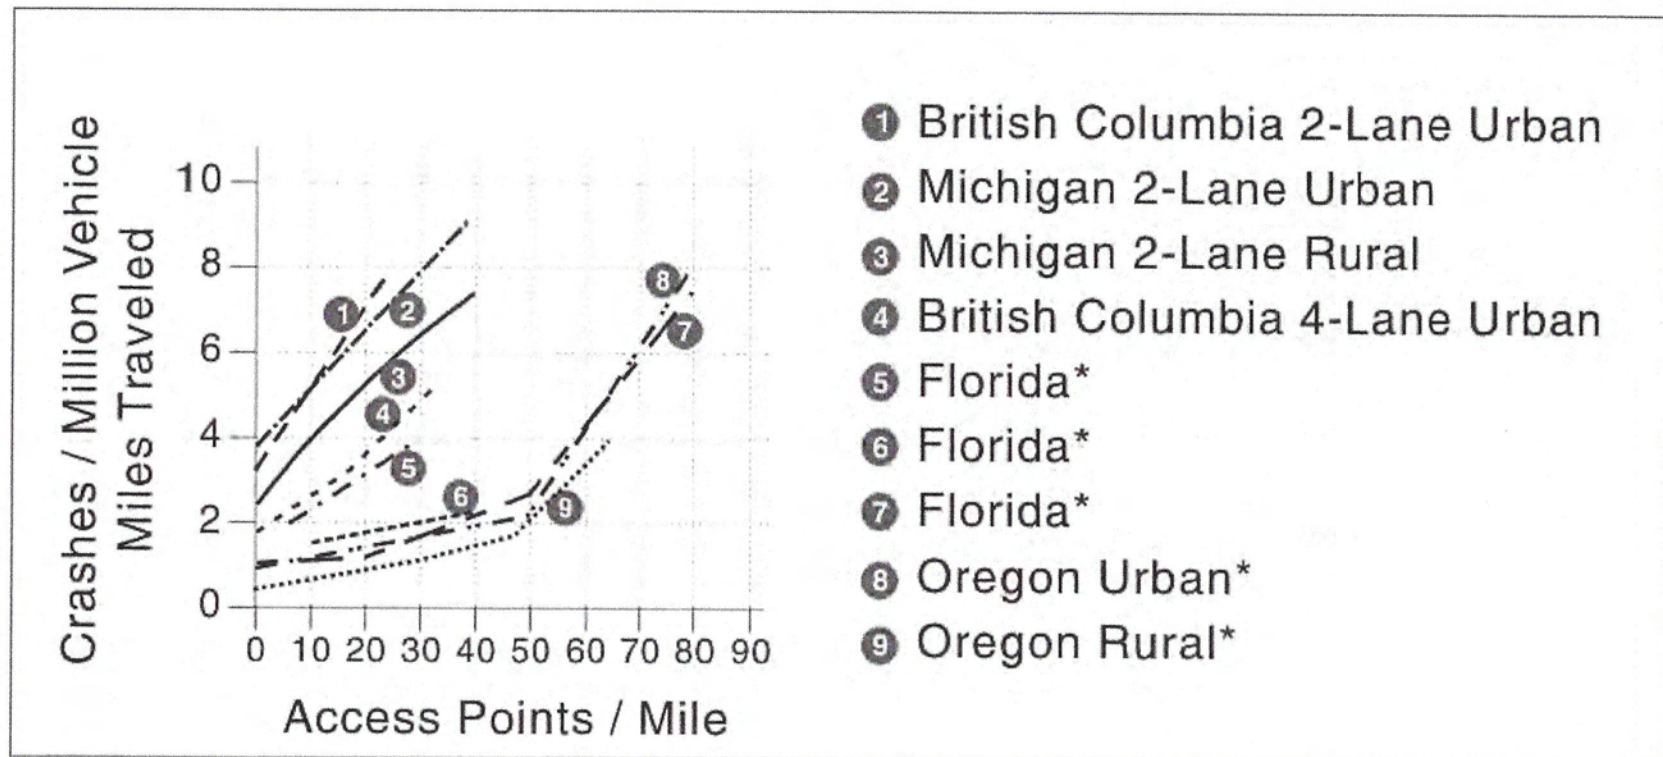 Crashes / Million Vehicle
Miles Traveled
10
8
6
4
2
0
0 10 20 30 40 50 60 70 80 90
Access Points / Mile
1
2
3
4
5
6
7
8
9
1 British Columbia 2-Lane Urban
2 Michigan 2-Lane Urban
3 Michigan 2-Lane Rural
4 British Columbia 4-Lane Urban
5 Florida*
6 Florida*
7 Florida*
8 Oregon Urban*
9 Oregon Rural*